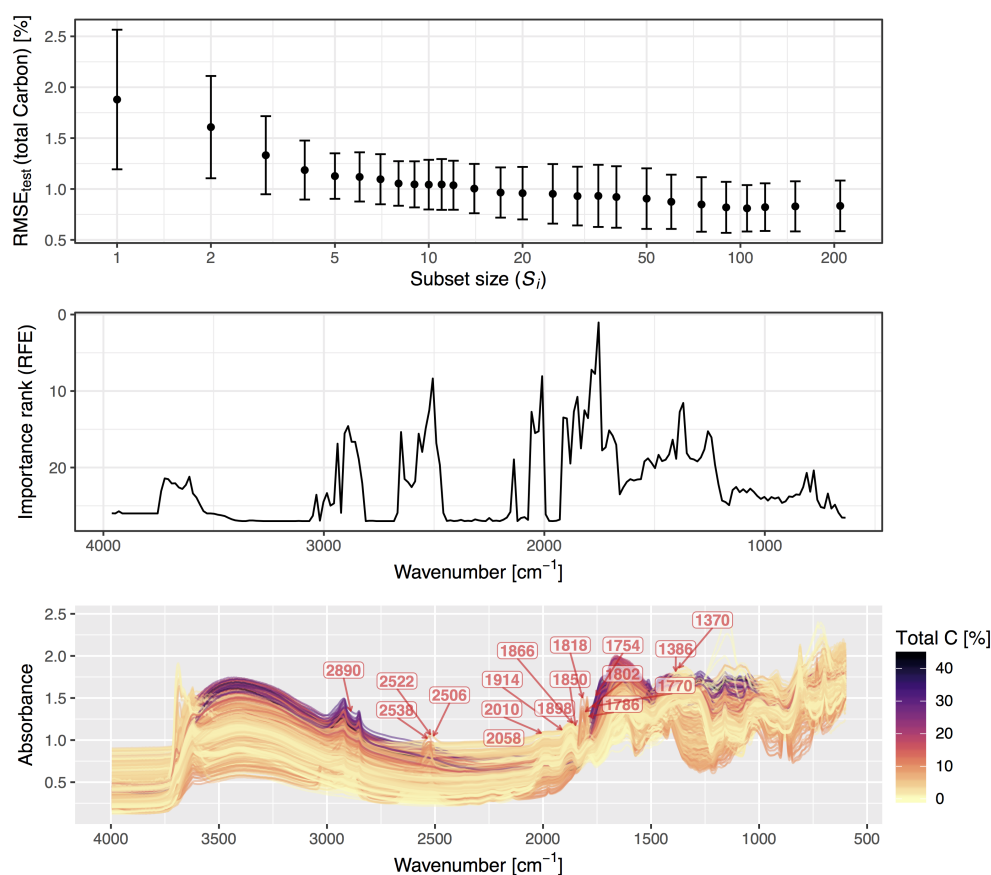 RMSEtest (total Carbon) [%]
2.5
2.0
1.5
1.0
0.5
1 2 5 10 20 50 100 200
Subset size (Si)
Importance rank (RFE)
0
10
20
4000 3000 2000 1000
Wavenumber [cm−1]
Absorbance
2.5
2.0
1.5
1.0
0.5
1370
1866 1818 1754 1386
2890 2522 1914 1850 1802 1770
2506
2538 2010 1898 1786
2058
4000 3500 3000 2500 2000 1500 1000 500
Wavenumber [cm−1]
Total C [%]
40
30
20
10
0